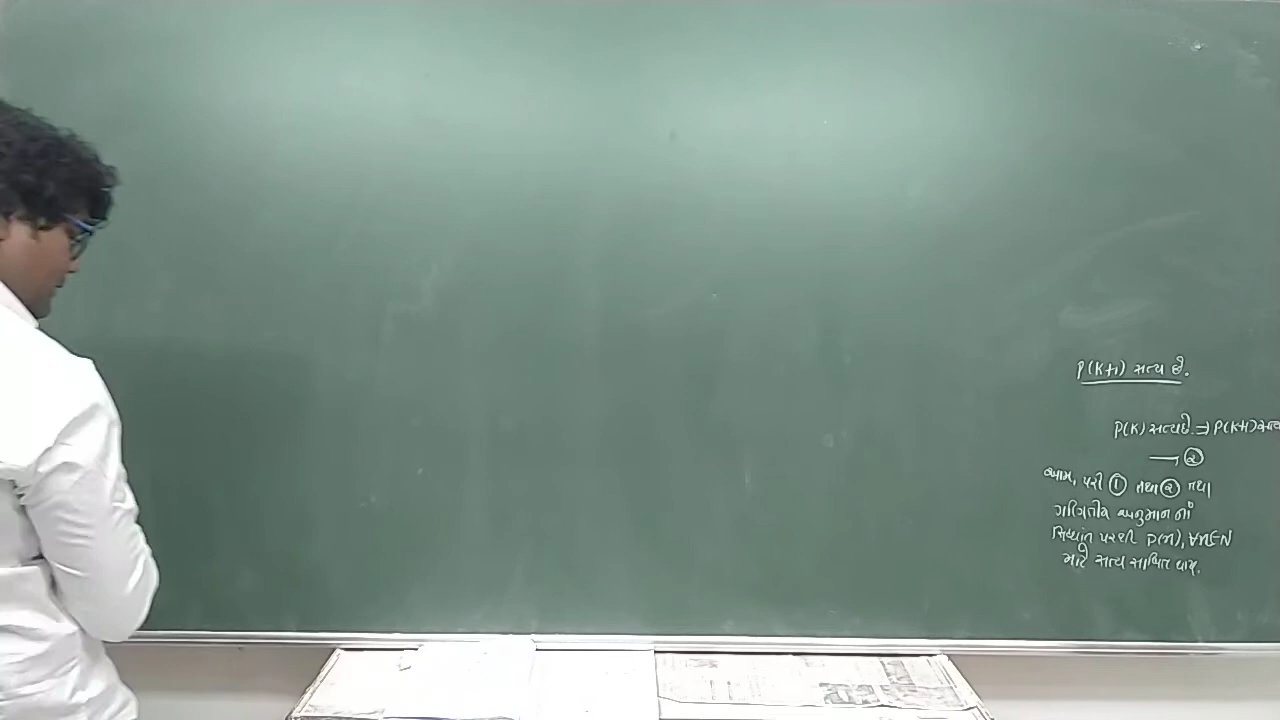 P(K+1) સત્ય છે.
P(K) સત્ય છે ⇒ P(K+1) સત્ય
— ②
આમ, પરી ① તથા ② તથા
ગાણિતીક અનુમાન નાં
સિધ્ધાંત પરથી P(n), ∀n∈N
માટે સત્ય સાબિત થાય.